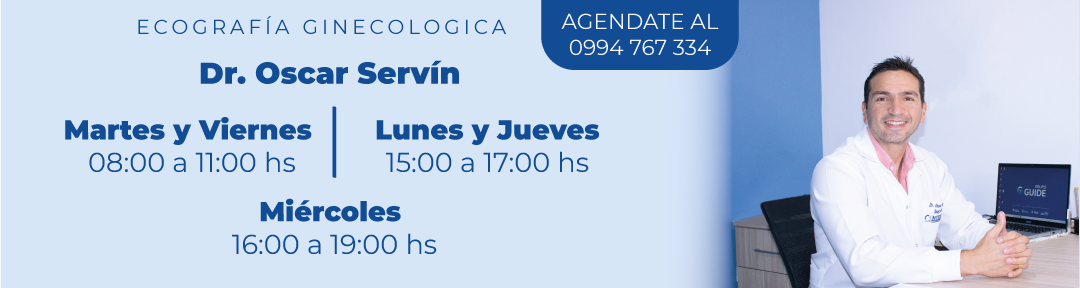 ECOGRAFÍA GINECOLOGICA
AGENDATE AL
0994 767 334
Dr. Oscar Servín
Martes y Viernes
08:00 a 11:00 hs
Lunes y Jueves
15:00 a 17:00 hs
Miércoles
16:00 a 19:00 hs
GRUPO
GUIDE